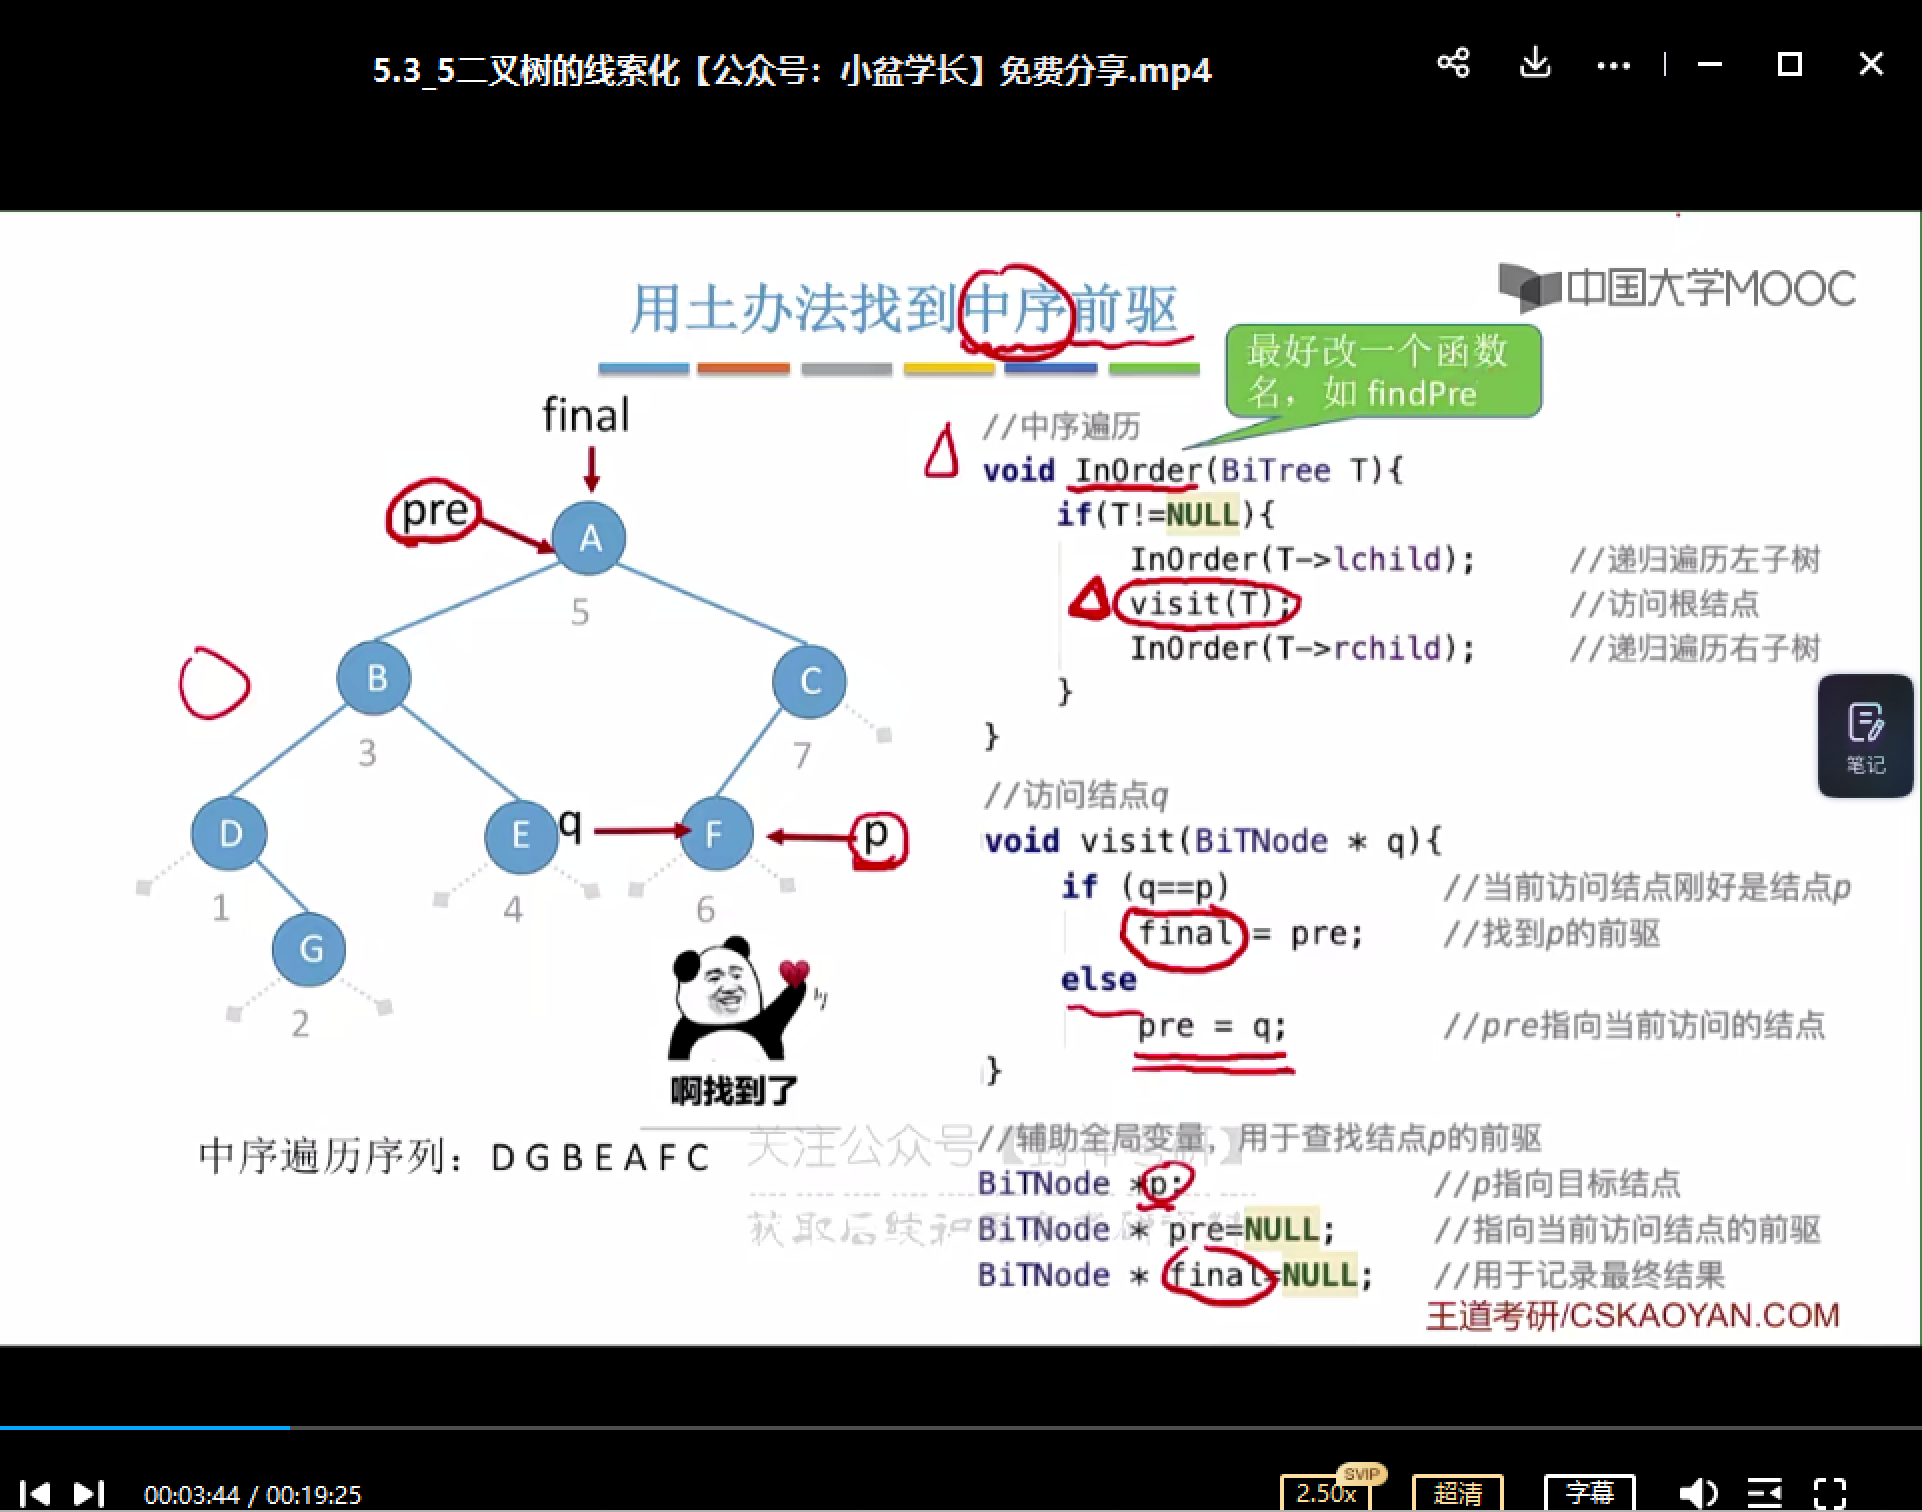 5.3_5二叉树的线索化【公众号：小盆学长】免费分享.mp4
用土办法找到中序前驱
中国大学MOOC
最好改一个函数
名，如 findPre
final
pre
A
5
B
3
C
7
D
1
E
4
q
F
6
p
G
2
啊找到了
中序遍历序列：D G B E A F C
//中序遍历
void InOrder(BiTree T){
if(T!=NULL){
InOrder(T->lchild); //递归遍历左子树
visit(T); //访问根结点
InOrder(T->rchild); //递归遍历右子树
}
}
//访问结点q
void visit(BiTNode * q){
if (q==p) //当前访问结点刚好是结点p
final = pre; //找到p的前驱
else
pre = q; //pre指向当前访问的结点
}
//辅助全局变量，用于查找结点p的前驱
BiTNode *p; //p指向目标结点
BiTNode * pre=NULL; //指向当前访问结点的前驱
BiTNode * final=NULL; //用于记录最终结果
关注公众号
获取后续
王道考研/CSKAOYAN.COM
笔记
00:03:44 / 00:19:25
2.50x
SVIP
超清
字幕